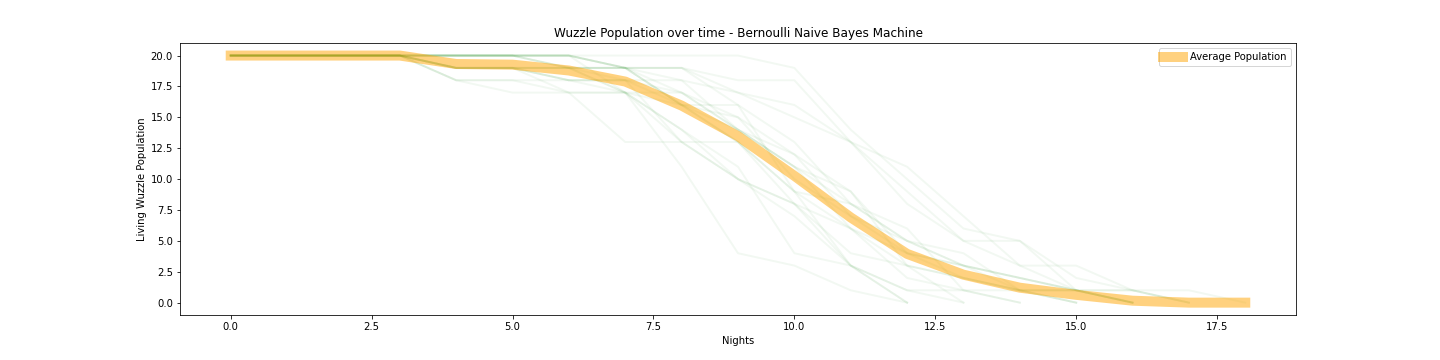 Wuzzle Population over time - Bernoulli Naive Bayes Machine
Average Population
Living Wuzzle Population
20.0
17.5
15.0
12.5
10.0
7.5
5.0
2.5
0.0
0.0 2.5 5.0 7.5 10.0 12.5 15.0 17.5
Nights